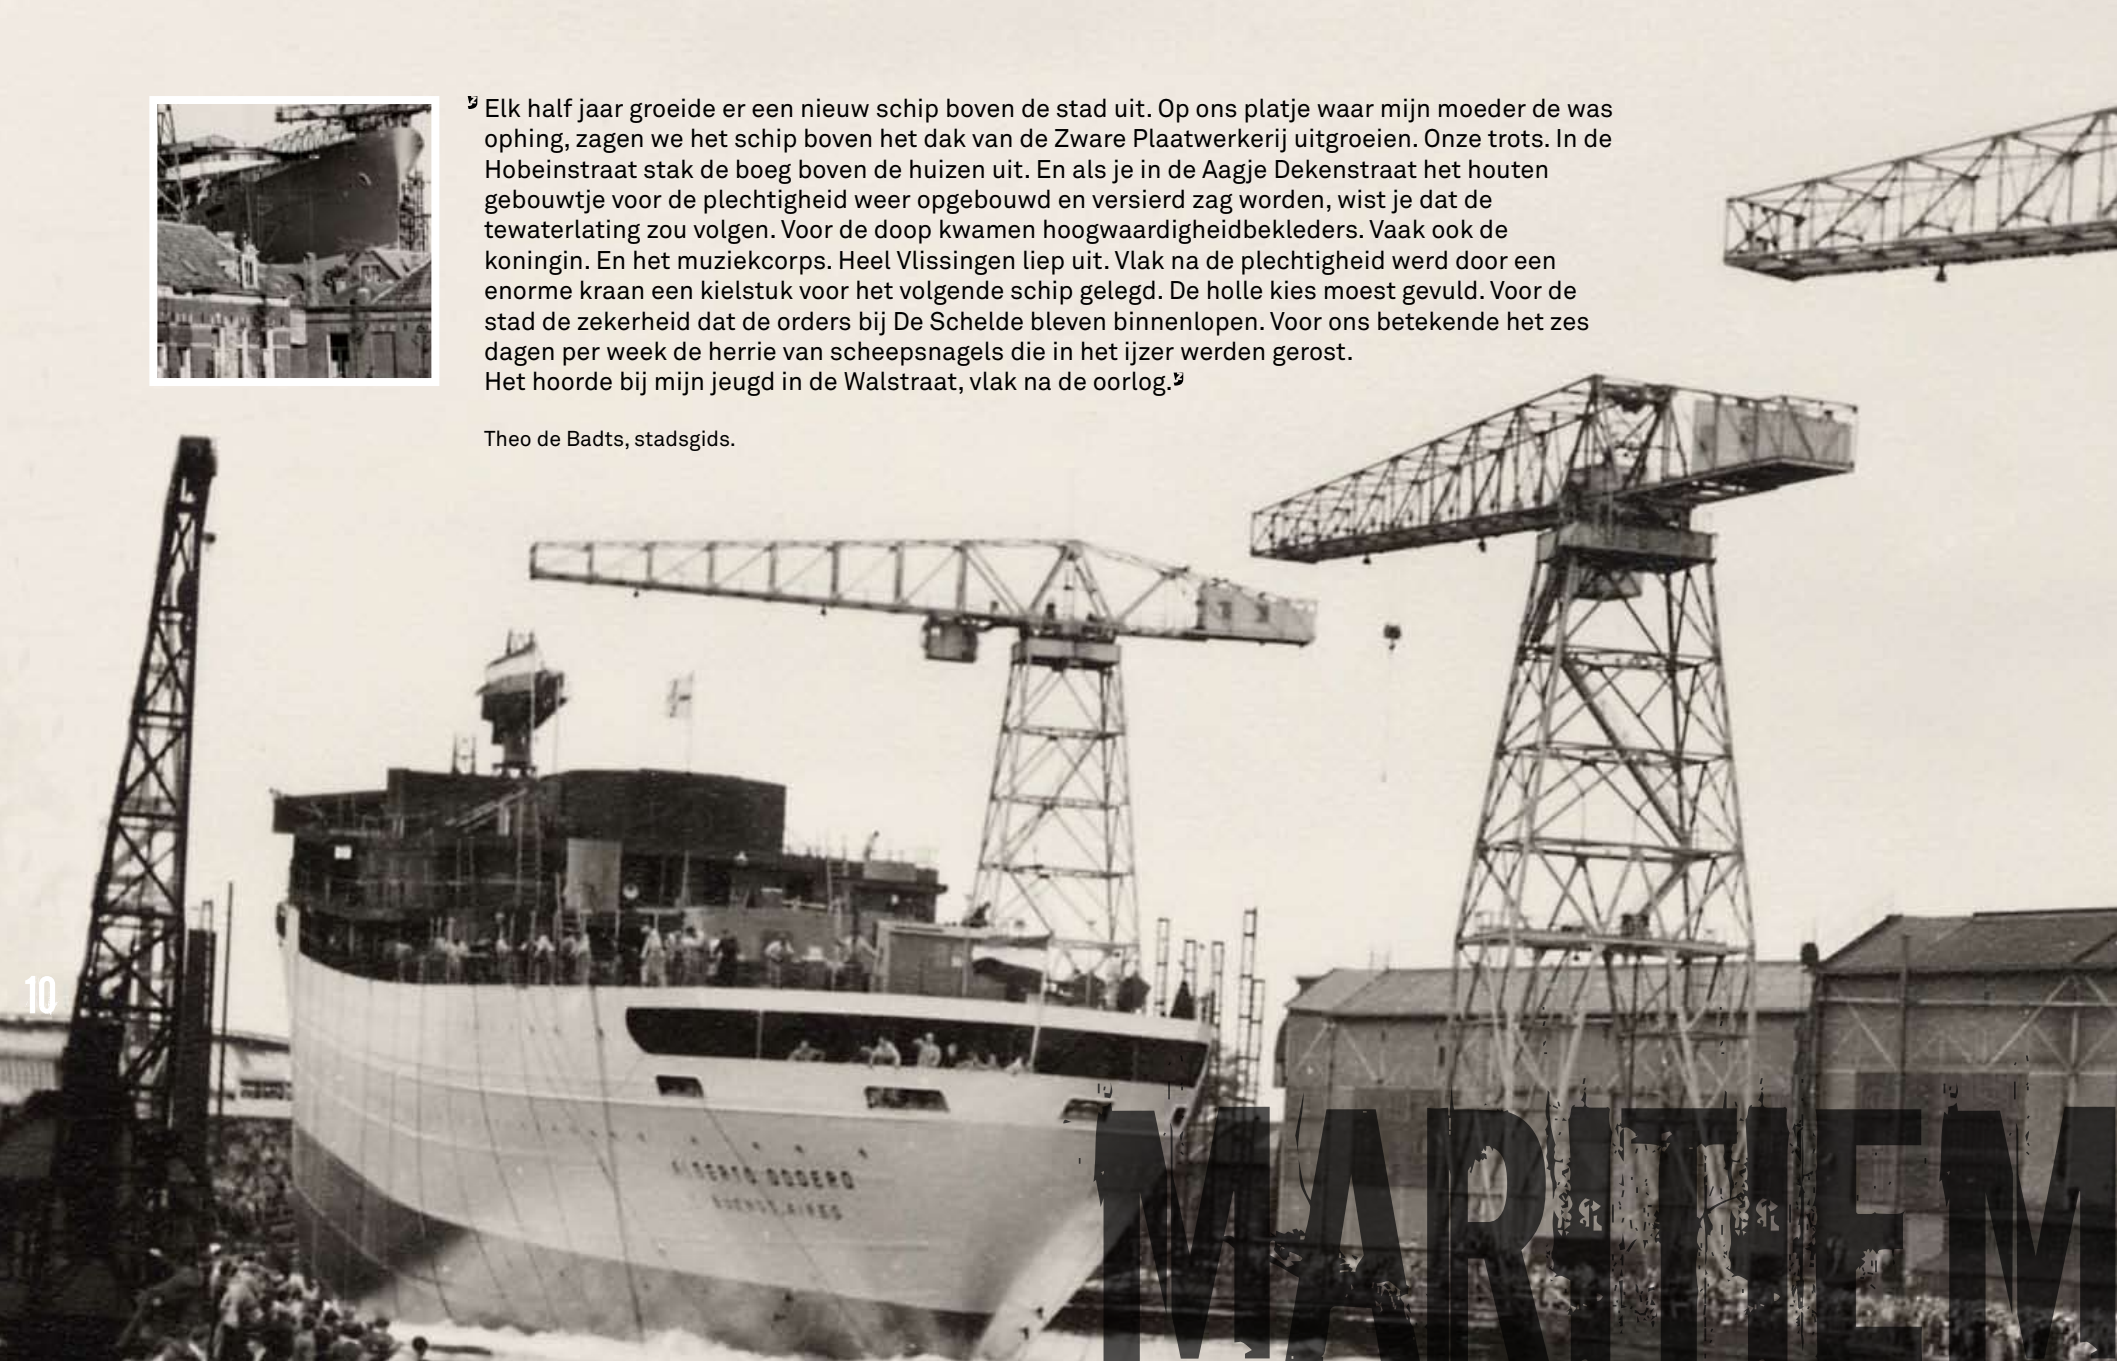 Elk half jaar groeide er een nieuw schip boven de stad uit. Op ons platje waar mijn moeder de was
ophing, zagen we het schip boven het dak van de Zware Plaatwerkerij uitgroeien. Onze trots. In de
Hobeinstraat stak de boeg boven de huizen uit. En als je in de Aagje Dekenstraat het houten
gebouwtje voor de plechtigheid weer opgebouwd en versierd zag worden, wist je dat de
tewaterlating zou volgen. Voor de doop kwamen hoogwaardigheidbekleders. Vaak ook de
koningin. En het muziekcorps. Heel Vlissingen liep uit. Vlak na de plechtigheid werd door een
enorme kraan een kielstuk voor het volgende schip gelegd. De holle kies moest gevuld. Voor de
stad de zekerheid dat de orders bij De Schelde bleven binnenlopen. Voor ons betekende het zes
dagen per week de herrie van scheepsnagels die in het ijzer werden gerost.
Het hoorde bij mijn jeugd in de Walstraat, vlak na de oorlog.
Theo de Badts, stadsgids.
10
ALBERTO DODERO
BUENOS AIRES
MARITIEM